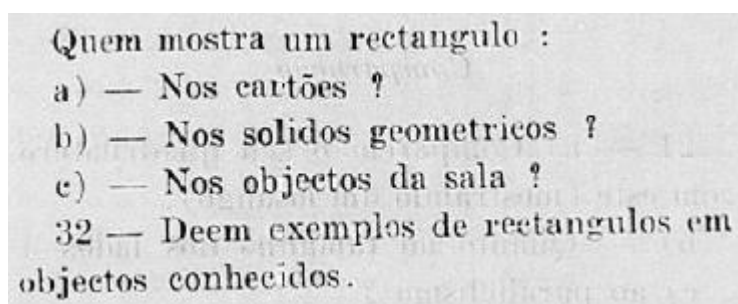 Quem mostra um rectangulo :
a) — Nos cartões ?
b) — Nos solidos geometricos ?
c) — Nos objectos da sala ?
32 — Deem exemplos de rectangulos em
objectos conhecidos.